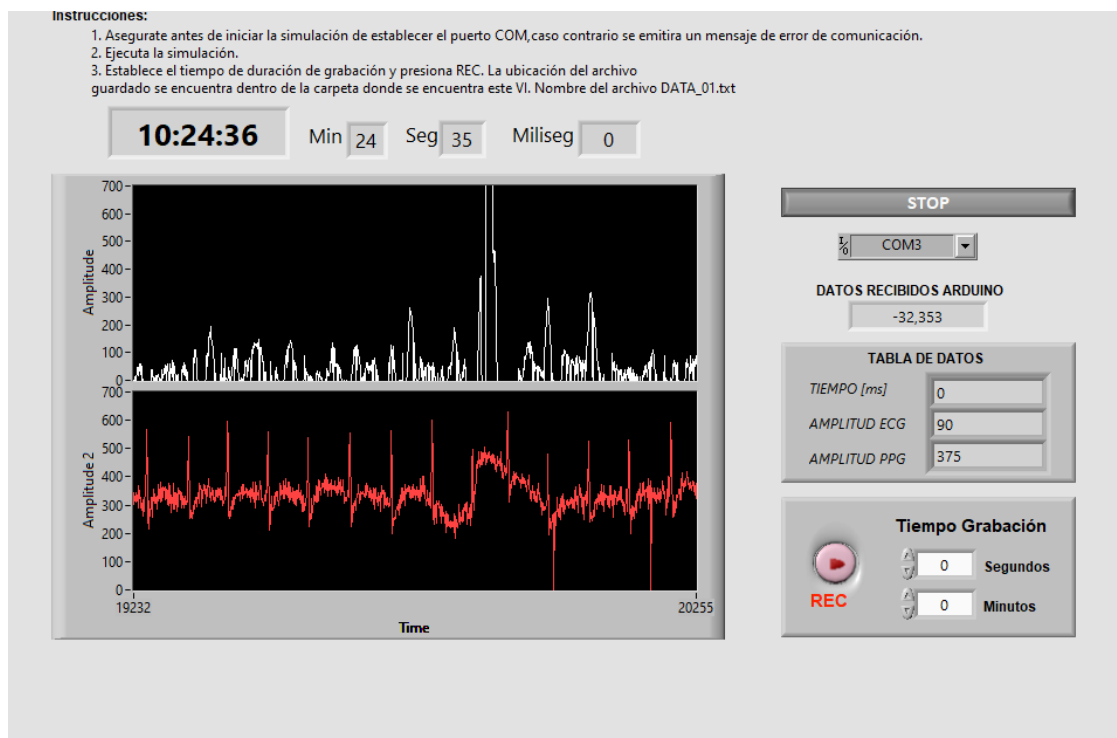 Instrucciones:
1. Asegurate antes de iniciar la simulación de establecer el puerto COM,caso contrario se emitira un mensaje de error de comunicación.
2. Ejecuta la simulación.
3. Establece el tiempo de duración de grabación y presiona REC. La ubicación del archivo
guardado se encuentra dentro de la carpeta donde se encuentra este VI. Nombre del archivo DATA_01.txt
10:24:36 Min 24 Seg 35 Miliseg 0
700
600
500
400
300
200
100
0
Amplitude
700
600
500
400
300
200
100
0
Amplitude 2
19232 20255
Time
STOP
I/0 COM3
DATOS RECIBIDOS ARDUINO
-32,353
TABLA DE DATOS
TIEMPO [ms] 0
AMPLITUD ECG 90
AMPLITUD PPG 375
Tiempo Grabación
0 Segundos
0 Minutos
REC